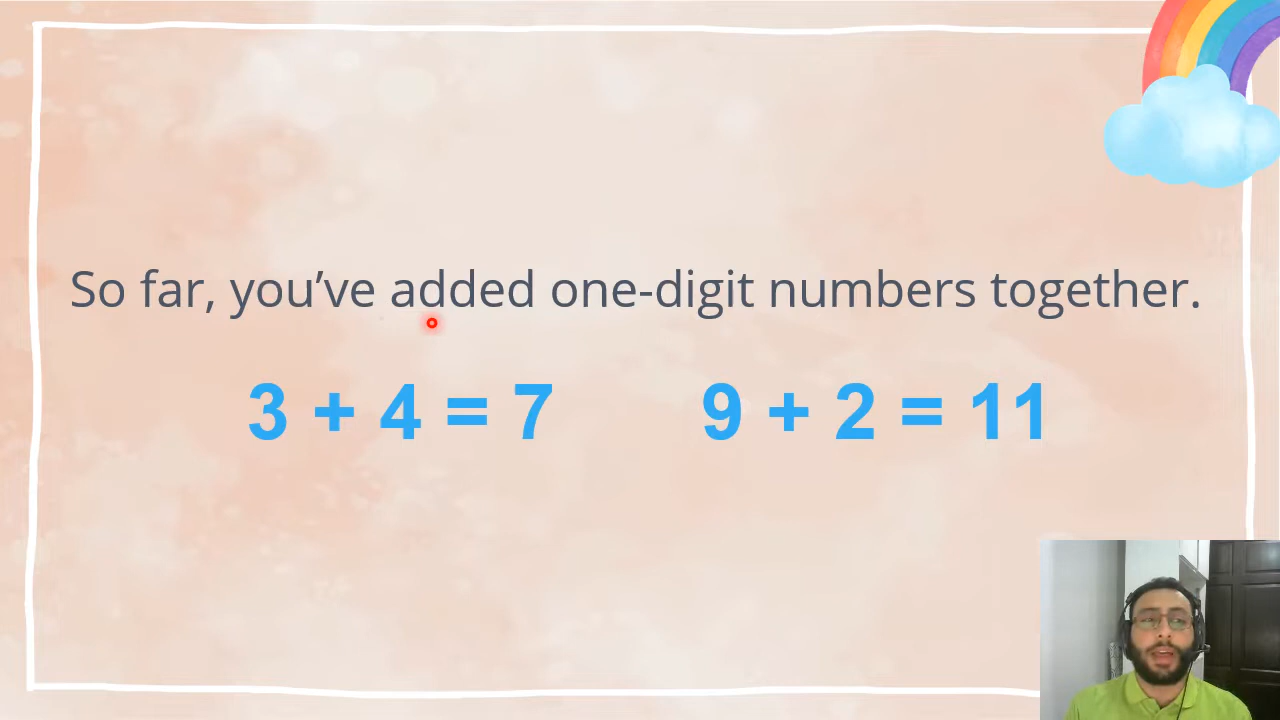 So far, you’ve added one-digit numbers together.
3 + 4 = 7 9 + 2 = 11